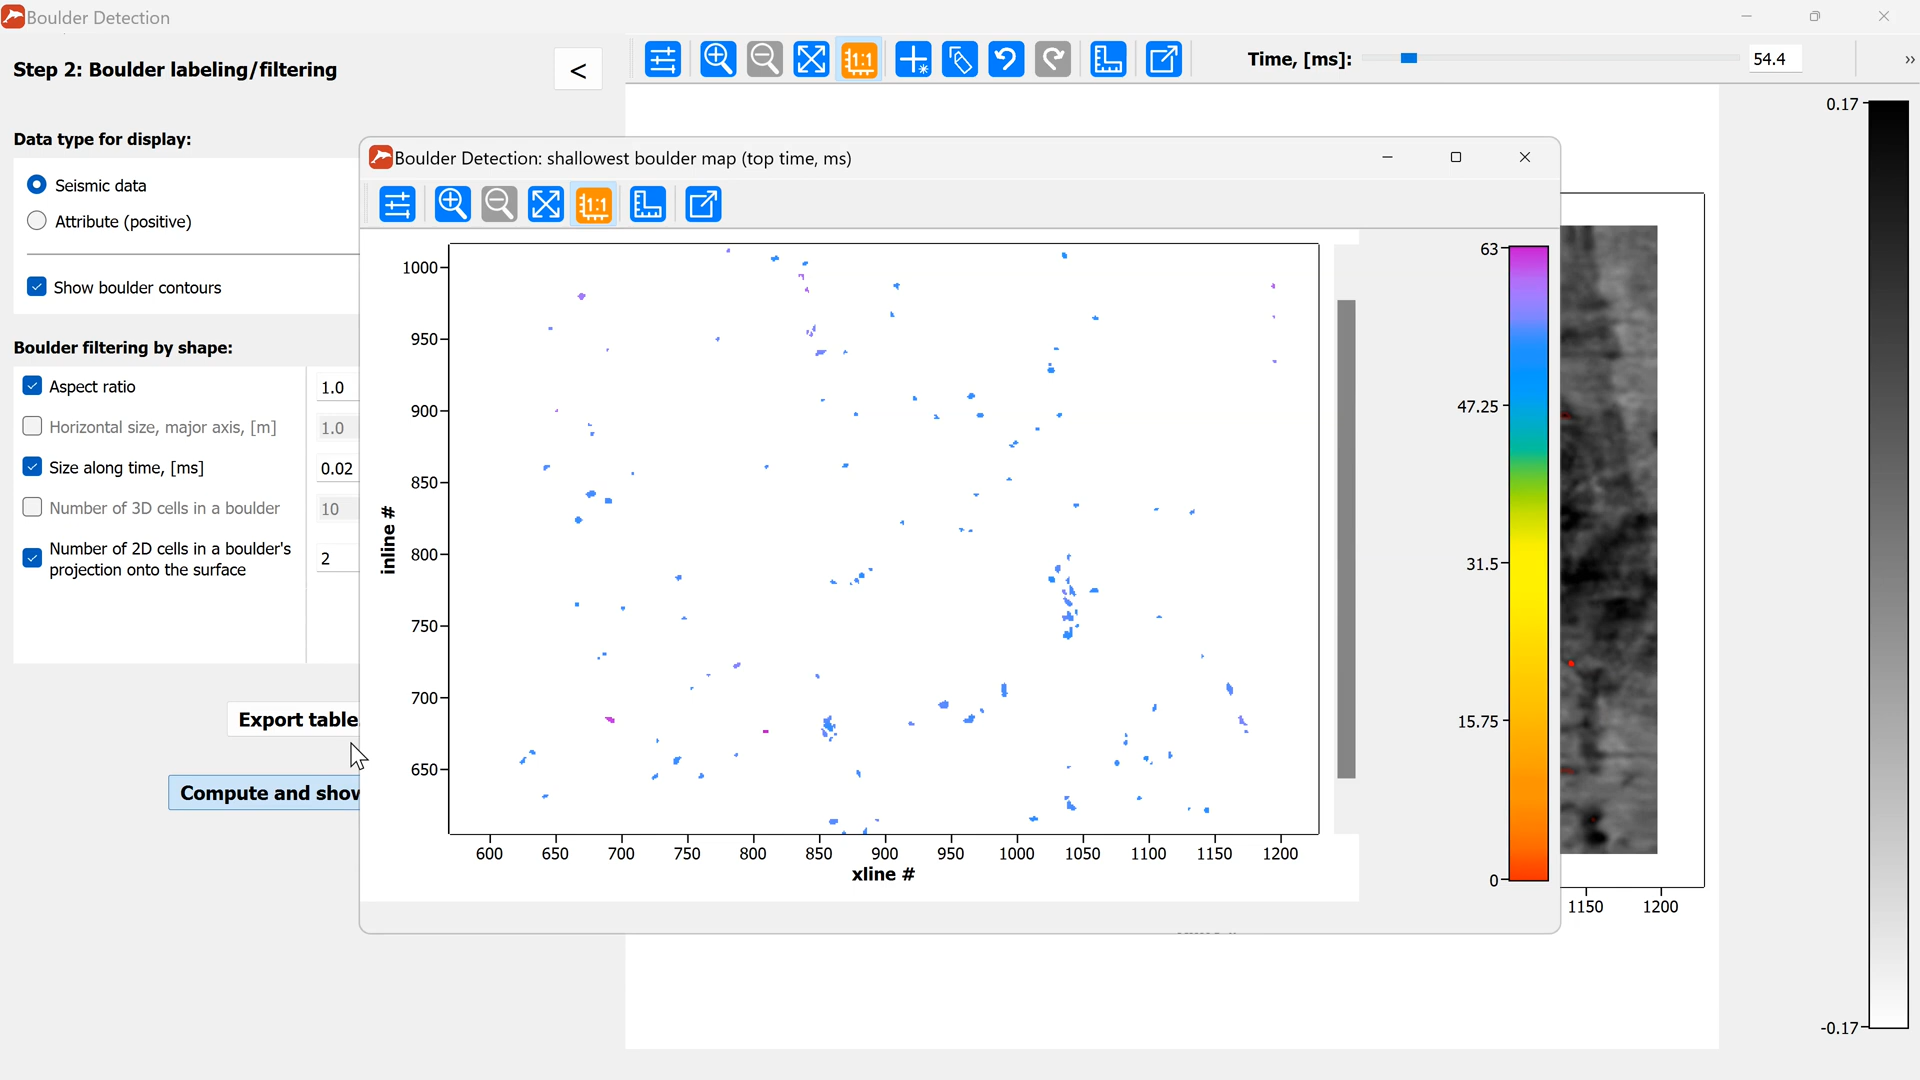 Boulder Detection
Step 2: Boulder labeling/filtering
<
1:1
Time, [ms]:
54.4
»
Data type for display:
Seismic data
Attribute (positive)
Show boulder contours
Boulder filtering by shape:
Aspect ratio
1.0
Horizontal size, major axis, [m]
1.0
Size along time, [ms]
0.02
Number of 3D cells in a boulder
10
Number of 2D cells in a boulder's
projection onto the surface
2
Export table
Compute and show
Boulder Detection: shallowest boulder map (top time, ms)
1:1
1000
950
900
850
800
750
700
650
inline #
600 650 700 750 800 850 900 950 1000 1050 1100 1150 1200
xline #
63
47.25
31.5
15.75
0
1150 1200
0.17
-0.17